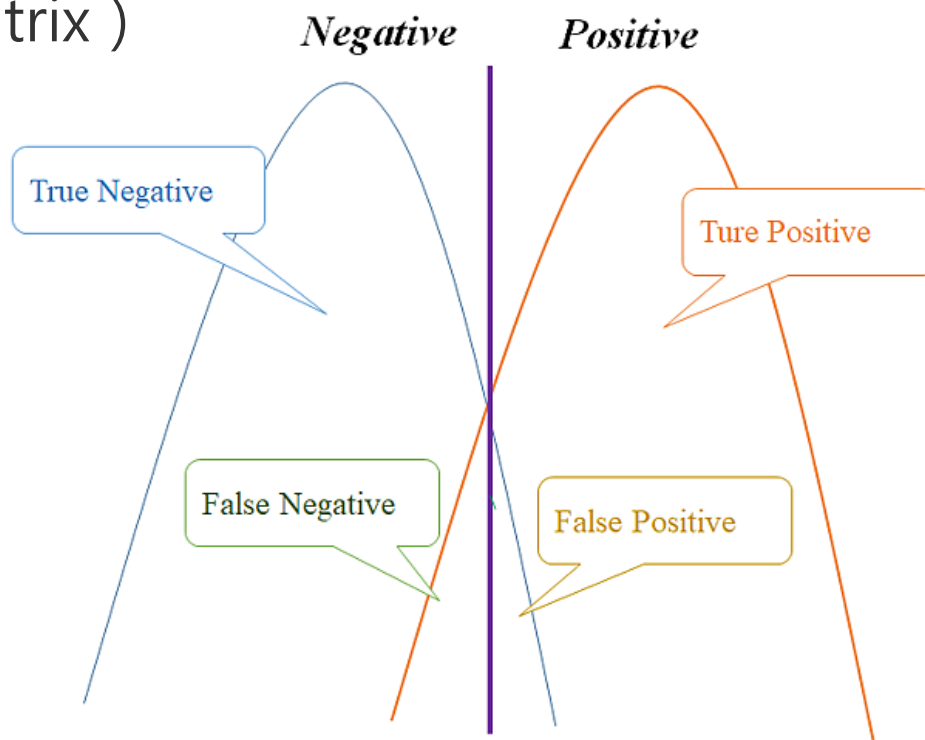 trix )
Negative
Positive
True Negative
Ture Positive
False Negative
False Positive